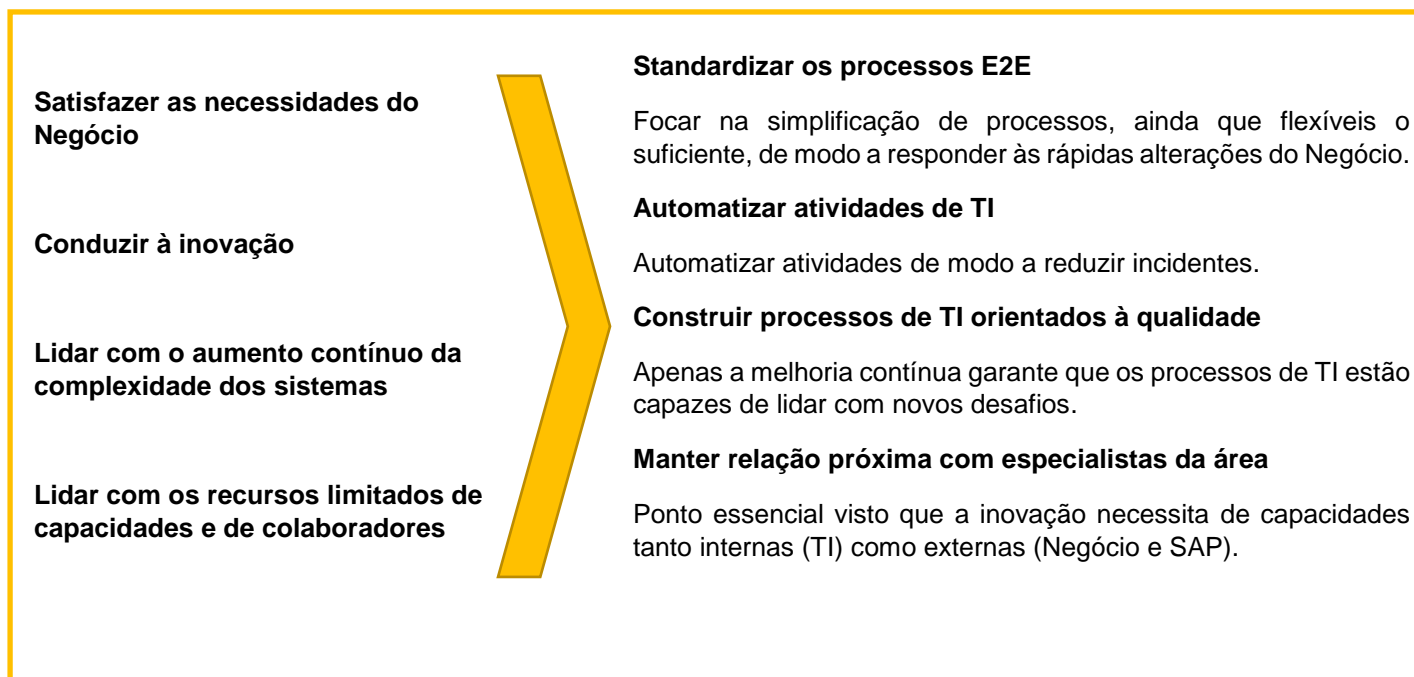 Satisfazer as necessidades do
Negócio
Conduzir à inovação
Lidar com o aumento contínuo da
complexidade dos sistemas
Lidar com os recursos limitados de
capacidades e de colaboradores
Standardizar os processos E2E
Focar na simplificação de processos, ainda que flexíveis o
suficiente, de modo a responder às rápidas alterações do Negócio.
Automatizar atividades de TI
Automatizar atividades de modo a reduzir incidentes.
Construir processos de TI orientados à qualidade
Apenas a melhoria contínua garante que os processos de TI estão
capazes de lidar com novos desafios.
Manter relação próxima com especialistas da área
Ponto essencial visto que a inovação necessita de capacidades
tanto internas (TI) como externas (Negócio e SAP).